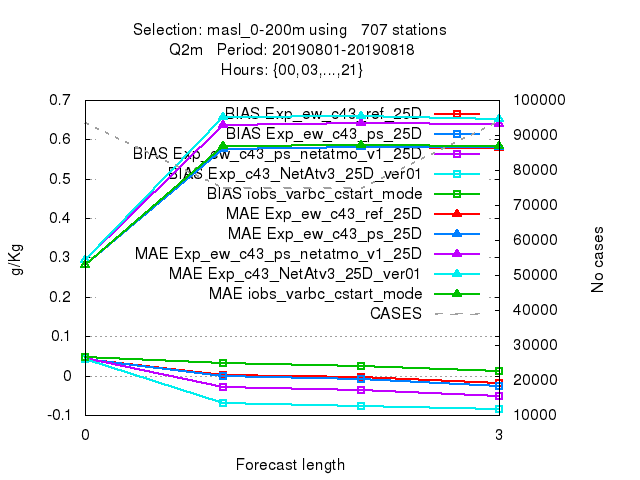 Selection: masl_0-200m using   707 stations
Q2m   Period: 20190801-20190818
Hours: {00,03,...,21}
0.7
0.6
0.5
0.4
0.3
0.2
0.1
0
-0.1
g/Kg
BIAS Exp_ew_c43_ref_25D
BIAS Exp_ew_c43_ps_25D
BIAS Exp_ew_c43_ps_netatmo_v1_25D
BIAS Exp_c43_NetAtv3_25D_ver01
BIAS iobs_varbc_cstart_mode
MAE Exp_ew_c43_ref_25D
MAE Exp_ew_c43_ps_25D
MAE Exp_ew_c43_ps_netatmo_v1_25D
MAE Exp_c43_NetAtv3_25D_ver01
MAE iobs_varbc_cstart_mode
CASES
100000
90000
80000
70000
60000
50000
40000
30000
20000
10000
No cases
0
3
Forecast length